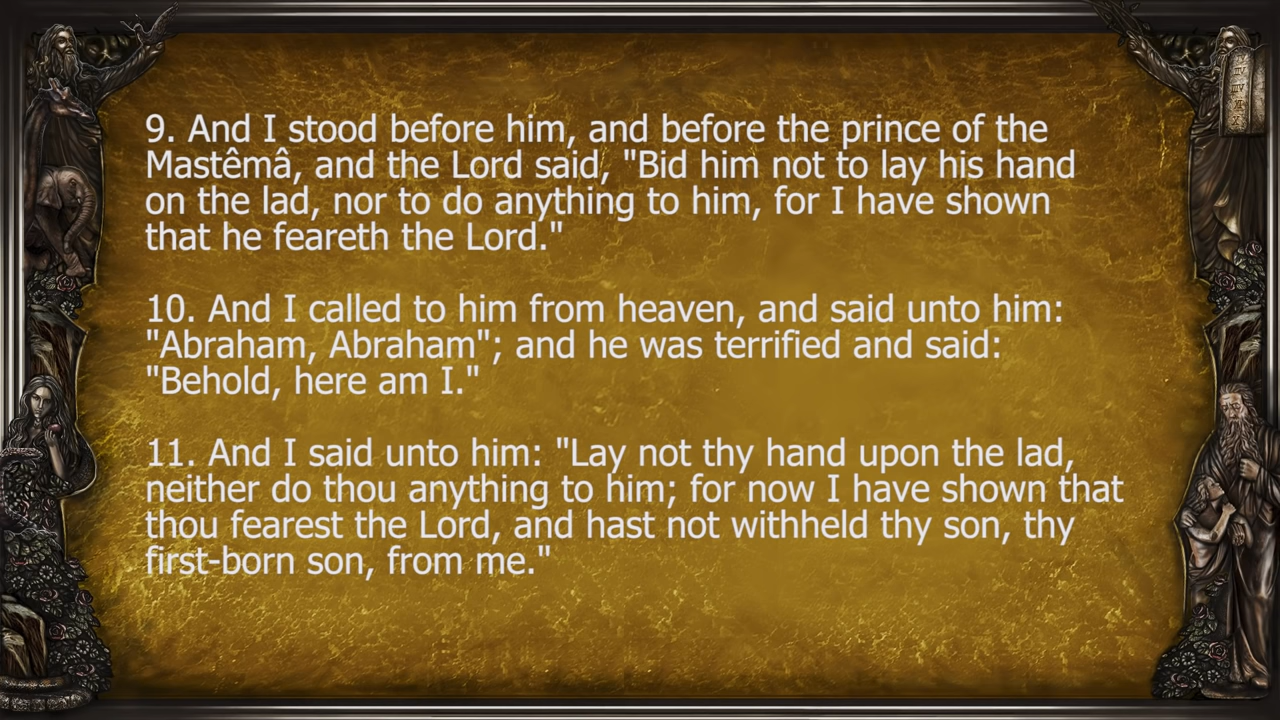 9. And I stood before him, and before the prince of the
Mastêmâ, and the Lord said, "Bid him not to lay his hand
on the lad, nor to do anything to him, for I have shown
that he feareth the Lord."
10. And I called to him from heaven, and said unto him:
"Abraham, Abraham"; and he was terrified and said:
"Behold, here am I."
11. And I said unto him: "Lay not thy hand upon the lad,
neither do thou anything to him; for now I have shown that
thou fearest the Lord, and hast not withheld thy son, thy
first-born son, from me."